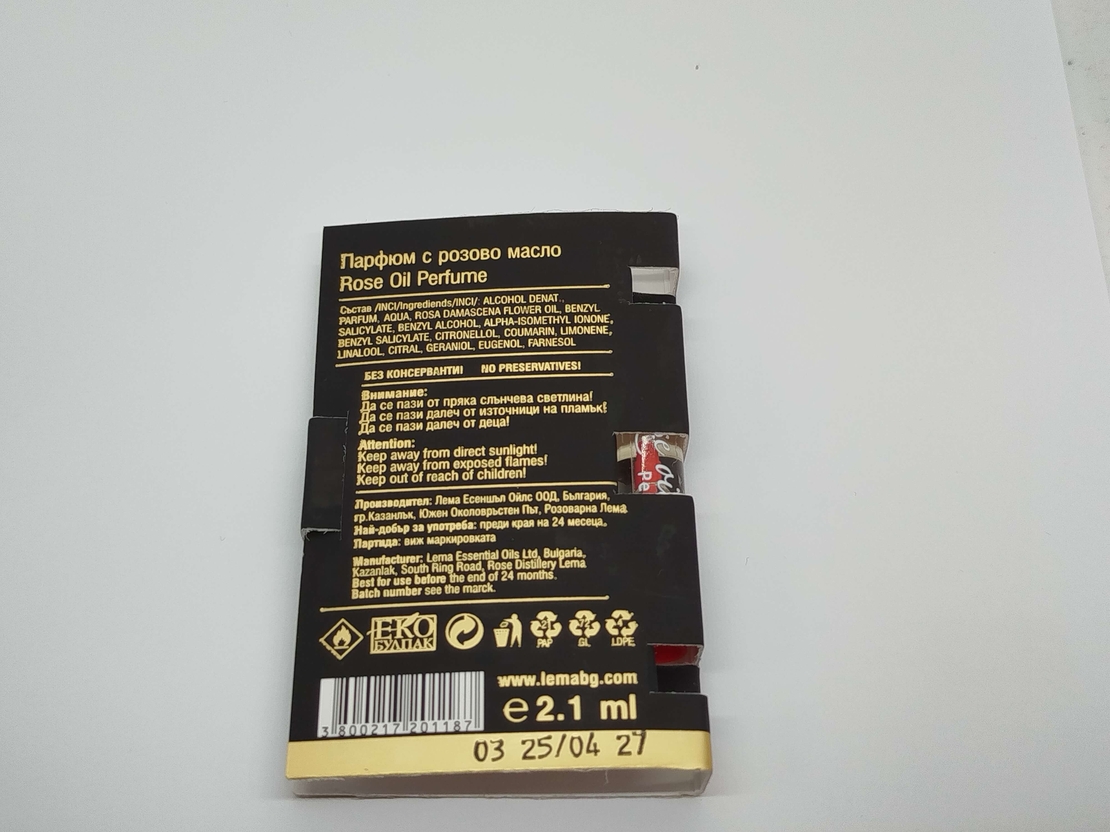 Парфюм с розово масло
Rose Oil Perfume
Състав /INCI/Ingrediends/INCI/: ALCOHOL DENAT.,
PARFUM, AQUA, ROSA DAMASCENA FLOWER OIL, BENZYL
SALICYLATE, BENZYL ALCOHOL, ALPHA-ISOMETHYL IONONE,
BENZYL SALICYLATE, CITRONELLOL, COUMARIN, LIMONENE,
LINALOOL, CITRAL, GERANIOL, EUGENOL, FARNESOL
БЕЗ КОНСЕРВАНТИ! NO PRESERVATIVES!
Внимание:
Да се пази от пряка слънчева светлина!
Да се пази далеч от източници на пламък!
Да се пази далеч от деца!
Attention:
Keep away from direct sunlight!
Keep away from exposed flames!
Keep out of reach of children!
Производител: Лема Есеншъл Ойлс ООД, България,
гр.Казанлък, Южен Околовръстен Път, Розоварна Лема.
Най-добър за употреба: преди края на 24 месеца.
Партида: виж маркировката
Manufacturer: Lema Essential Oils Ltd, Bulgaria,
Kazanlak, South Ring Road, Rose Distillery Lema
Best for use before the end of 24 months.
Batch number see the marck.
ЕКО
БУЛПАК
21
PAP
GL
LDPE
www.lemabg.com
3 800217 201187
e 2.1 ml
03 25/04 27